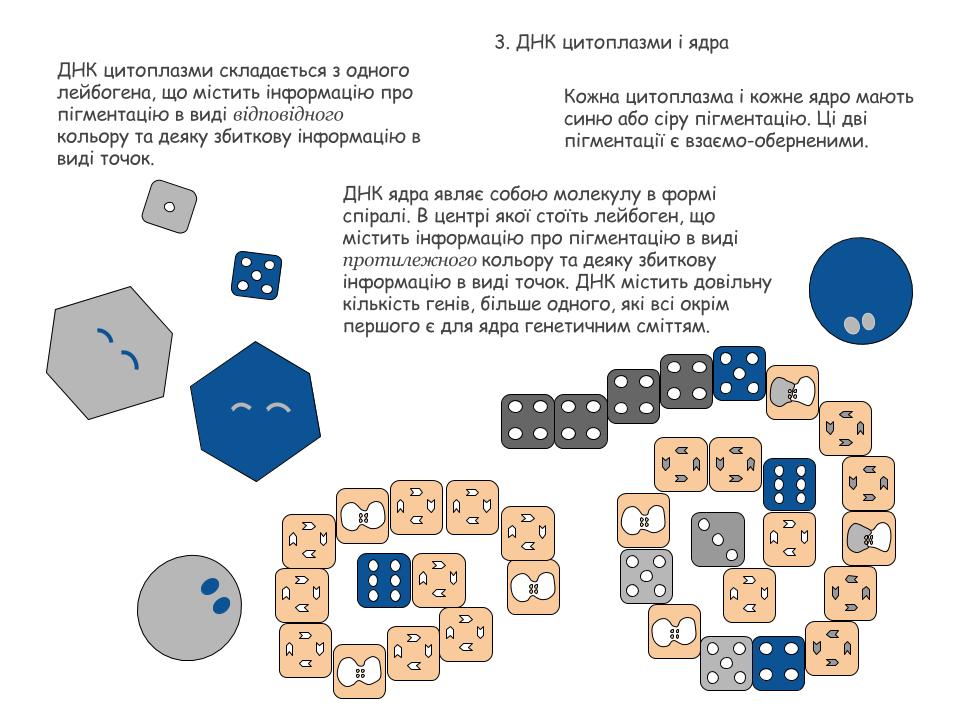 3. ДНК цитоплазми і ядра
ДНК цитоплазми складається з одного
лейбогена, що містить інформацію про
пігментацію в виді відповідного
кольору та деяку збиткову інформацію в
виді точок.
Кожна цитоплазма і кожне ядро мають
синю або сіру пігментацію. Ці дві
пігментації є взаємо-оберненими.
ДНК ядра являє собою молекулу в формі
спіралі. В центрі якої стоїть лейбоген, що
містить інформацію про пігментацію в виді
протилежного кольору та деяку збиткову
інформацію в виді точок. ДНК містить довільну
кількість генів, більше одного, які всі окрім
першого є для ядра генетичним сміттям.